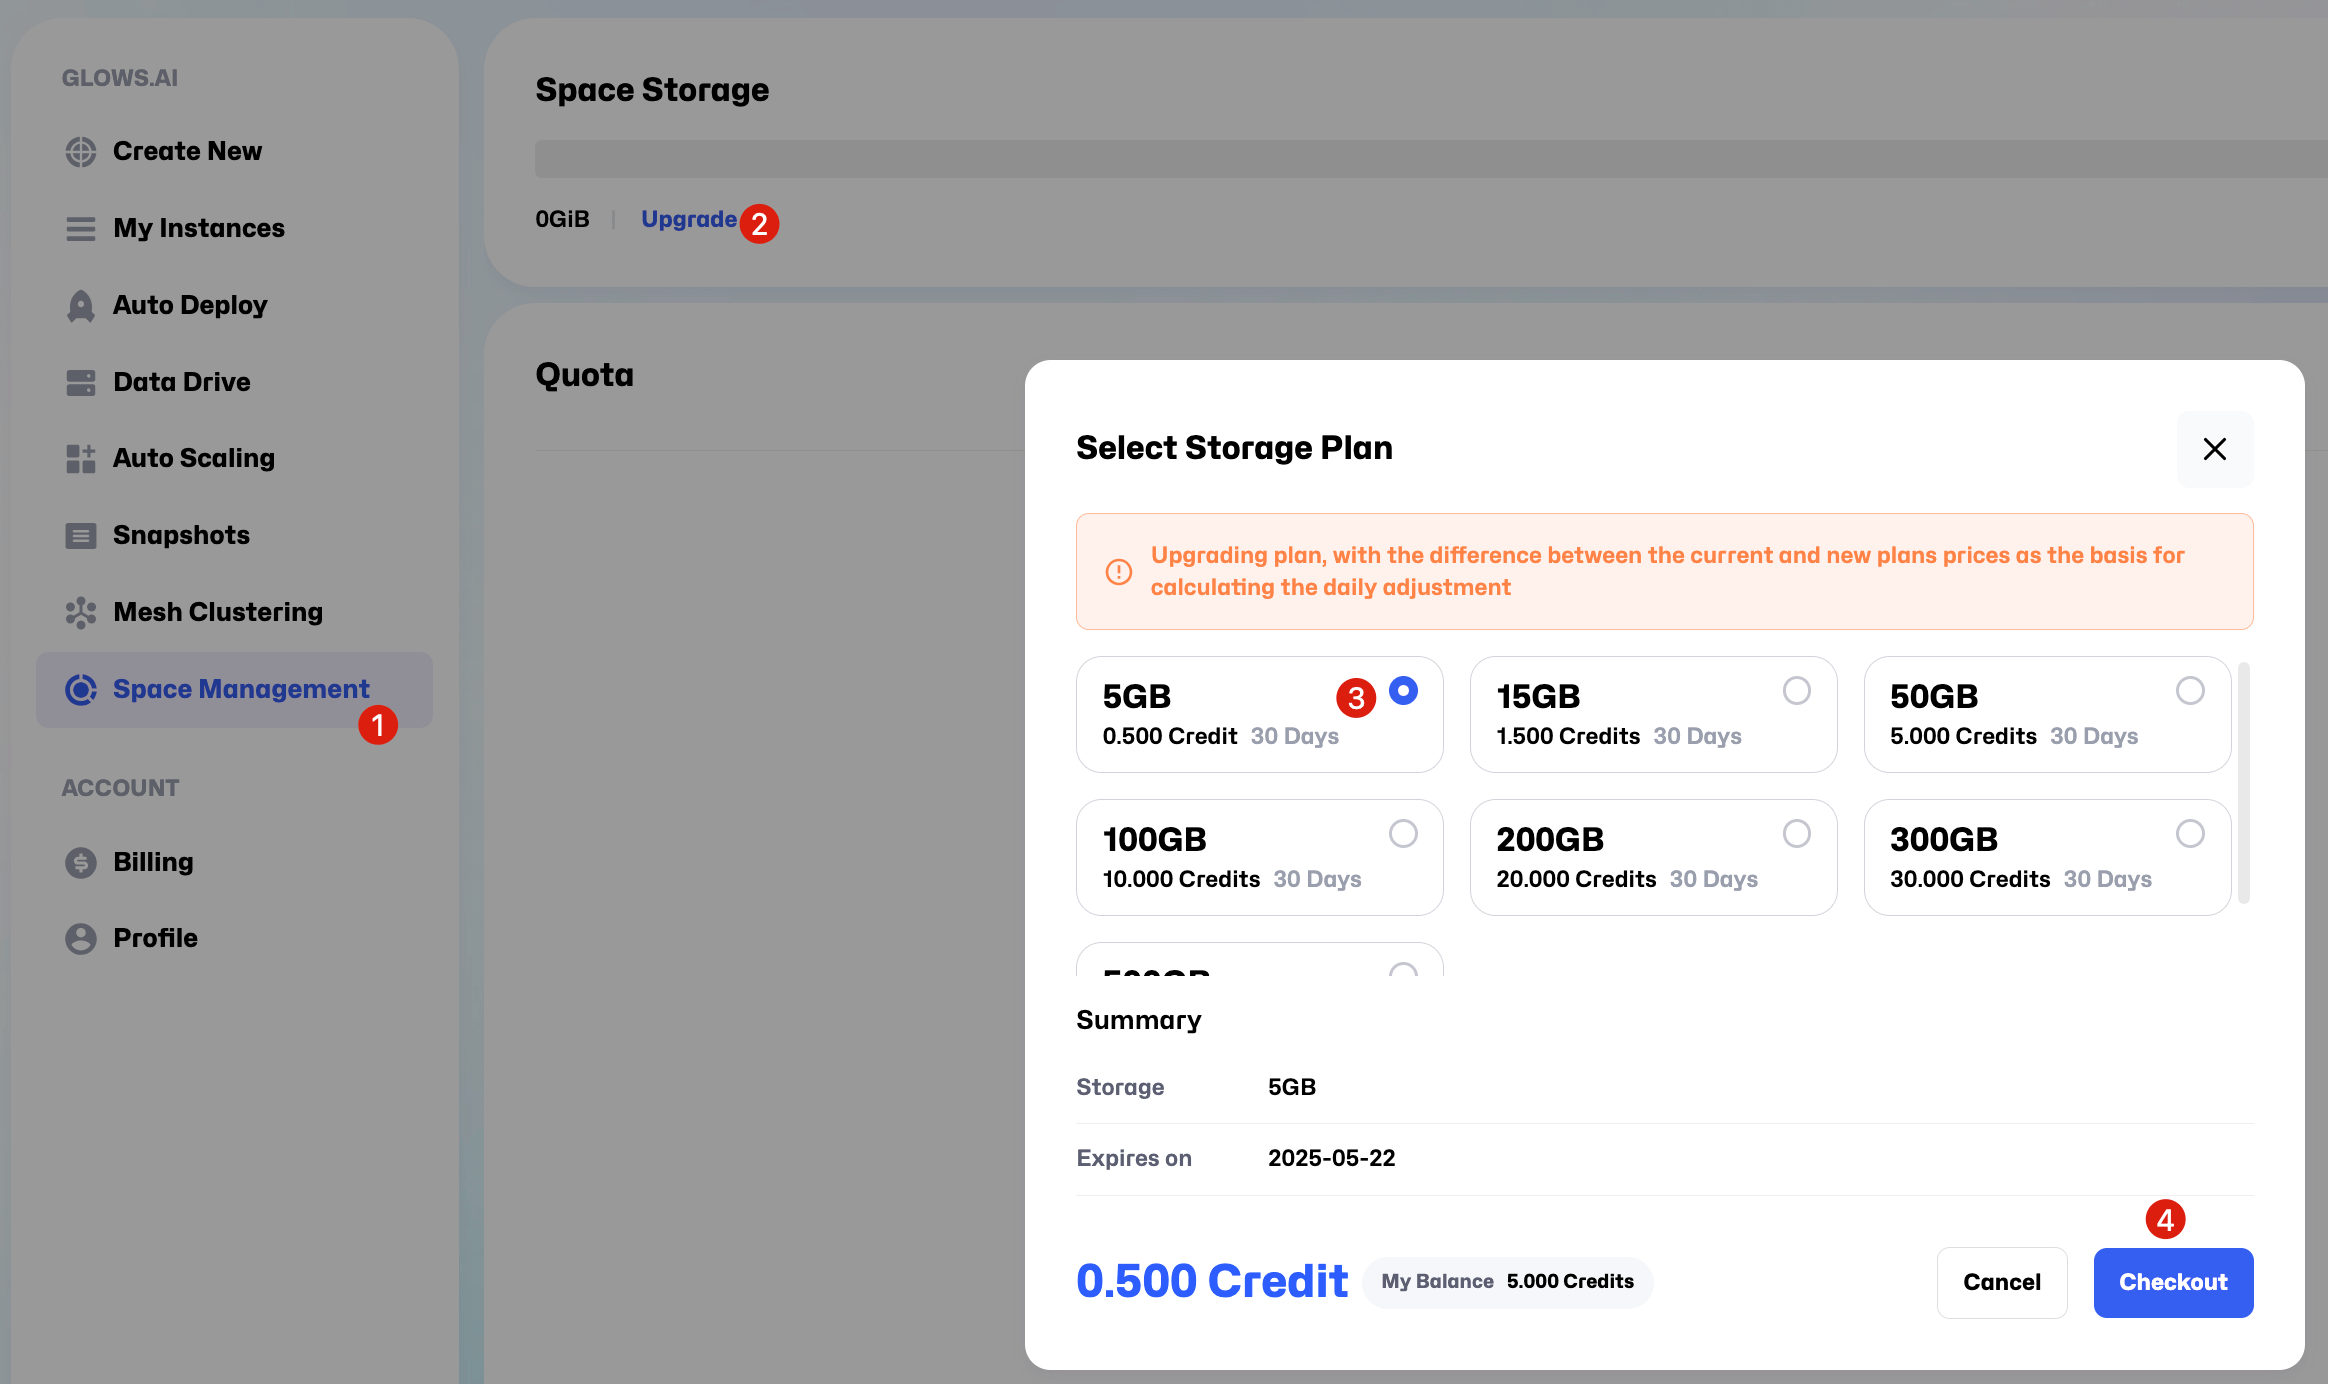 GLOWS.AI
Create New
My Instances
Auto Deploy
Data Drive
Auto Scaling
Snapshots
Mesh Clustering
Space Management
1
ACCOUNT
Billing
Profile
Space Storage
0GiB | Upgrade 2
Quota
Select Storage Plan
Upgrading plan, with the difference between the current and new plans prices as the basis for
calculating the daily adjustment
5GB 3
0.500 Credit 30 Days
15GB
1.500 Credits 30 Days
50GB
5.000 Credits 30 Days
100GB
10.000 Credits 30 Days
200GB
20.000 Credits 30 Days
300GB
30.000 Credits 30 Days
500GB
Summary
Storage 5GB
Expires on 2025-05-22
0.500 Credit My Balance 5.000 Credits
4
Cancel Checkout